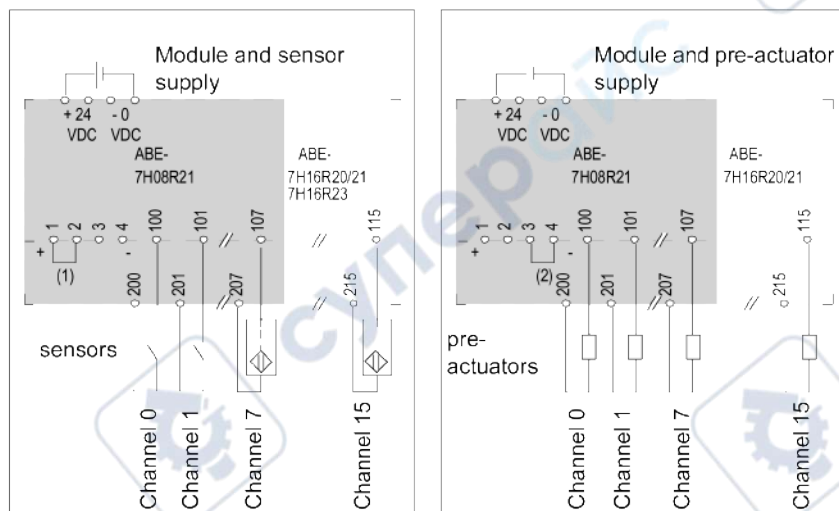 Module and sensor
supply
+ 24 - 0
VDC VDC
ABE-
7H08R21
ABE-
7H16R20/21
7H16R23
1 2 3 4 100 101 107 115
+ (1) -
200 201 207 215
sensors
Channel 0
Channel 1
Channel 7
Channel 15
Module and pre-actuator
supply
+ 24 - 0
VDC VDC
ABE-
7H08R21
ABE-
7H16R20/21
1 2 3 4 100 101 107 115
+ (2) -
200 201 207 215
pre-
actuators
Channel 0
Channel 1
Channel 7
Channel 15
суперайс